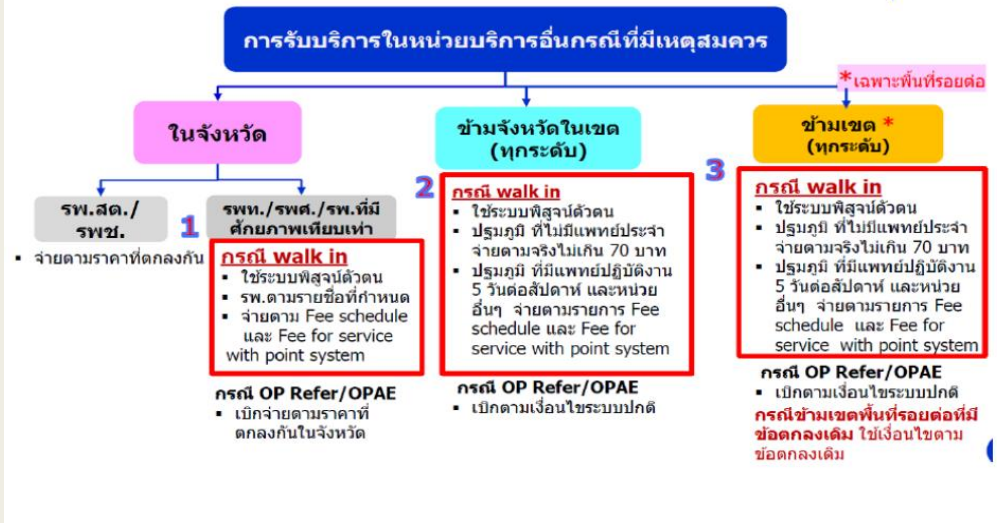 การรับบริการในหน่วยบริการอื่นกรณีที่มีเหตุสมควร
*เฉพาะพื้นที่รอยต่อ
ในจังหวัด
รพ.สต./
รพช.
▪ จ่ายตามราคาที่ตกลงกัน
1
รพท./รพศ./รพ.ที่มี
ศักยภาพเทียบเท่า
กรณี walk in
▪ ใช้ระบบพิสูจน์ตัวตน
▪ รพ.ตามรายชื่อที่กำหนด
▪ จ่ายตาม Fee schedule
และ Fee for service
with point system
กรณี OP Refer/OPAE
▪ เบิกจ่ายตามราคาที่
ตกลงกันในจังหวัด
ข้ามจังหวัดในเขต
(ทุกระดับ)
2
กรณี walk in
▪ ใช้ระบบพิสูจน์ตัวตน
▪ ปฐมภูมิ ที่ไม่มีแพทย์ประจำ
จ่ายตามจริงไม่เกิน 70 บาท
▪ ปฐมภูมิ ที่มีแพทย์ปฏิบัติงาน
5 วันต่อสัปดาห์ และหน่วย
อื่นๆ จ่ายตามรายการ Fee
schedule และ Fee for
service with point system
กรณี OP Refer/OPAE
▪ เบิกตามเงื่อนไขระบบปกติ
ข้ามเขต *
(ทุกระดับ)
3
กรณี walk in
▪ ใช้ระบบพิสูจน์ตัวตน
▪ ปฐมภูมิ ที่ไม่มีแพทย์ประจำ
จ่ายตามจริงไม่เกิน 70 บาท
▪ ปฐมภูมิ ที่มีแพทย์ปฏิบัติงาน
5 วันต่อสัปดาห์ และหน่วย
อื่นๆ จ่ายตามรายการ Fee
schedule และ Fee for
service with point system
กรณี OP Refer/OPAE
▪ เบิกตามเงื่อนไขระบบปกติ
กรณีข้ามเขตพื้นที่รอยต่อที่มี
ข้อตกลงเดิม ใช้เงื่อนไขตาม
ข้อตกลงเดิม